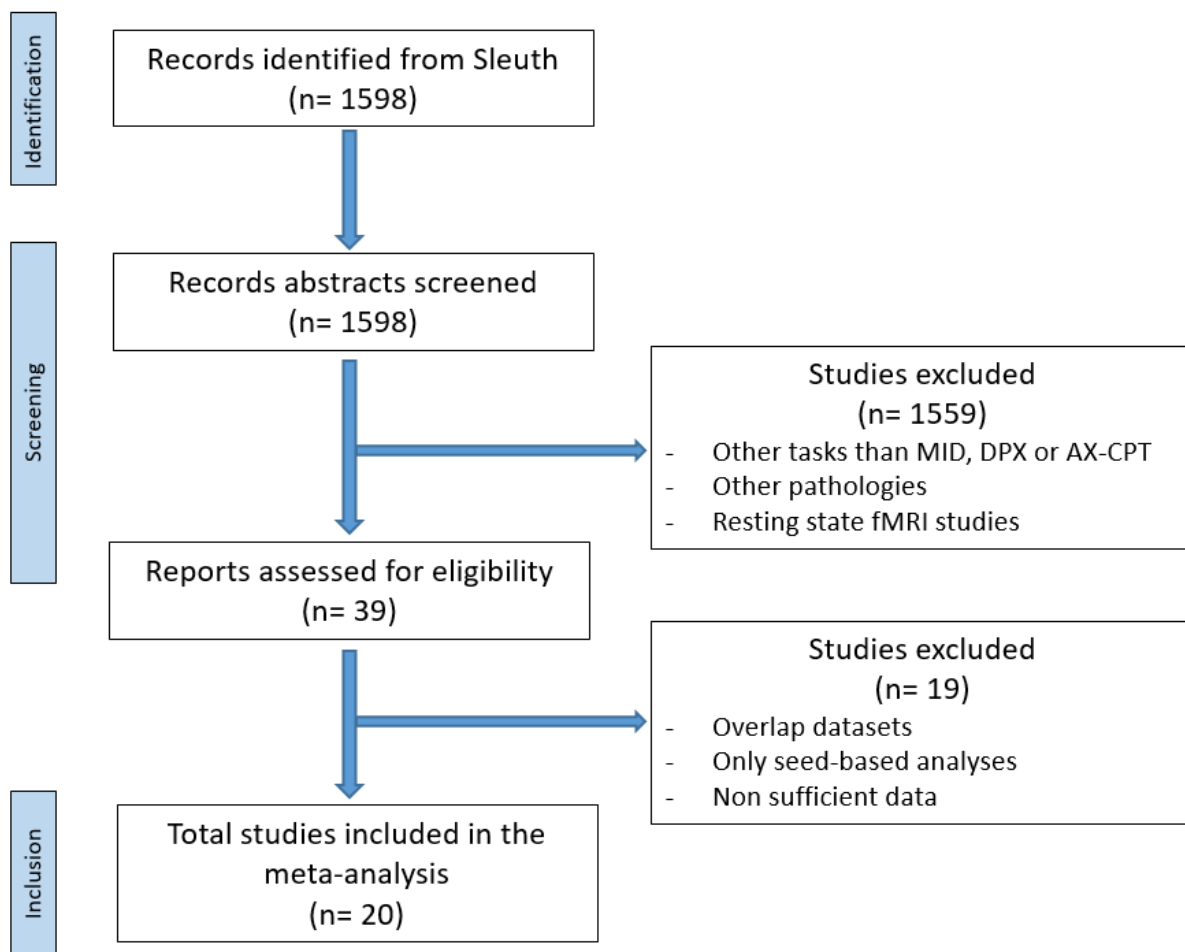 Identification
Records identified from Sleuth
(n= 1598)
Screening
Records abstracts screened
(n= 1598)
Studies excluded
(n= 1559)
- Other tasks than MID, DPX or AX-CPT
- Other pathologies
- Resting state fMRI studies
Reports assessed for eligibility
(n= 39)
Studies excluded
(n= 19)
- Overlap datasets
- Only seed-based analyses
- Non sufficient data
Inclusion
Total studies included in the
meta-analysis
(n= 20)